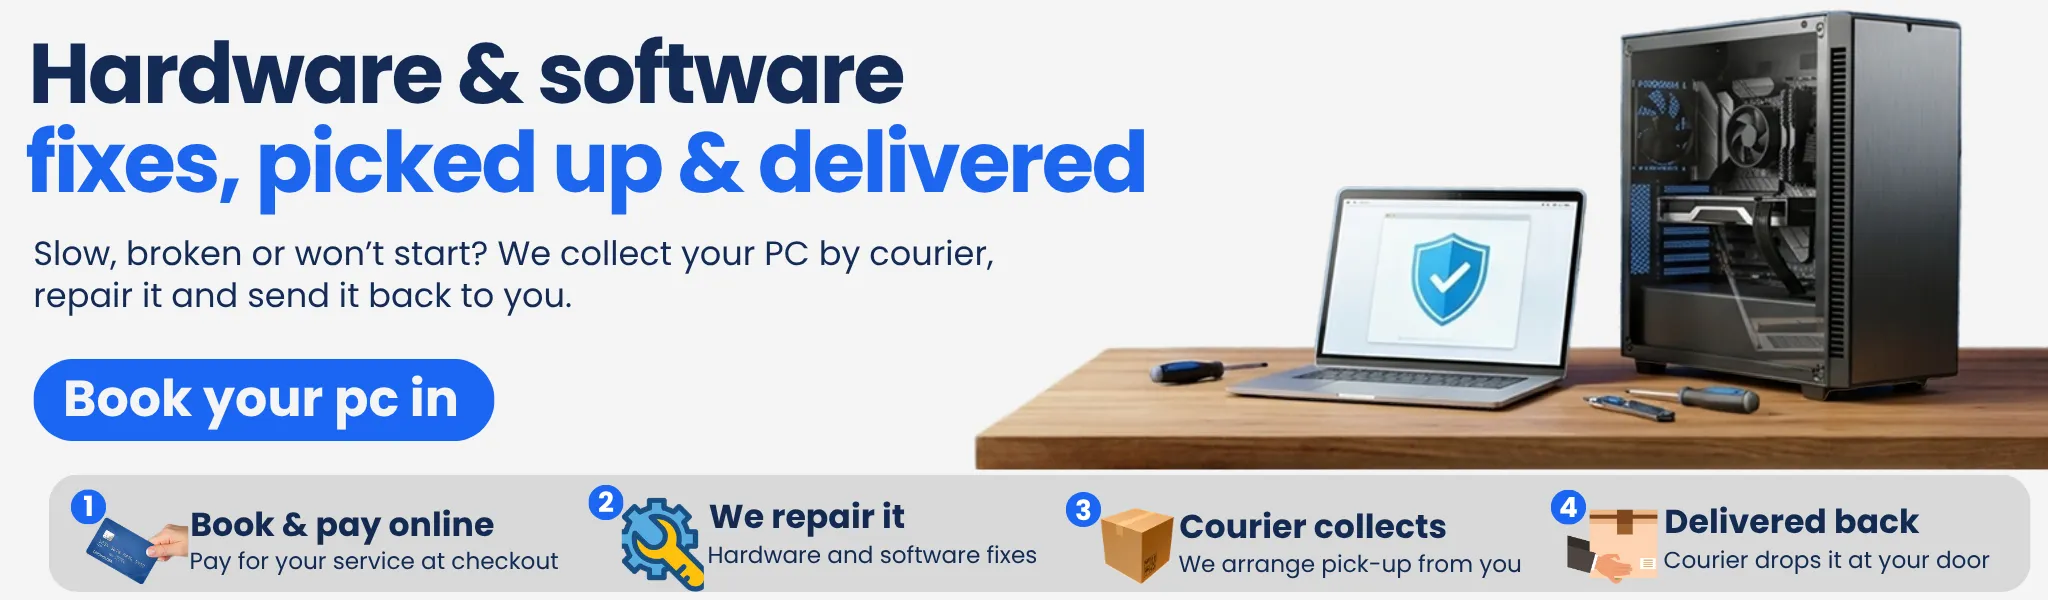 Hardware & software
fixes, picked up & delivered
Slow, broken or won't start? We collect your PC by courier,
repair it and send it back to you.
Book your pc in
1
Book & pay online
Pay for your service at checkout
2
We repair it
Hardware and software fixes
3
Courier collects
We arrange pick-up from you
4
Delivered back
Courier drops it at your door